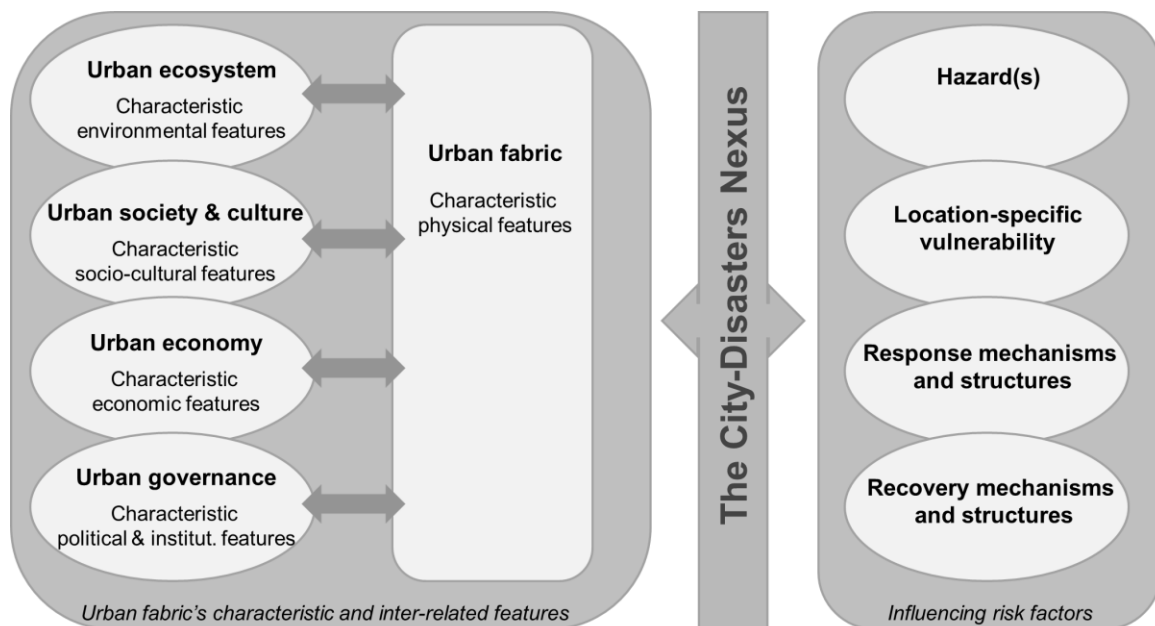 Urban ecosystem
Characteristic
environmental features
Urban society & culture
Characteristic
socio-cultural features
Urban economy
Characteristic
economic features
Urban governance
Characteristic
political & institut. features
Urban fabric
Characteristic
physical features
Urban fabric's characteristic and inter-related features
The City-Disasters Nexus
Hazard(s)
Location-specific
vulnerability
Response mechanisms
and structures
Recovery mechanisms
and structures
Influencing risk factors